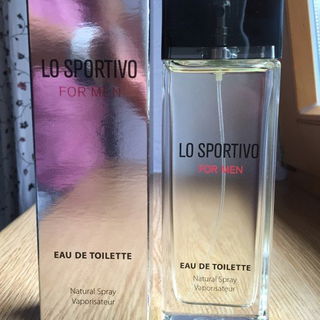 LO SPORTIVO
FOR MEN
EAU DE TOILETTE
Natural Spray
Vaporisateur
LO SPORTIVO
FOR MEN
EAU DE TOILETTE
Natural Spray
Vaporisateur